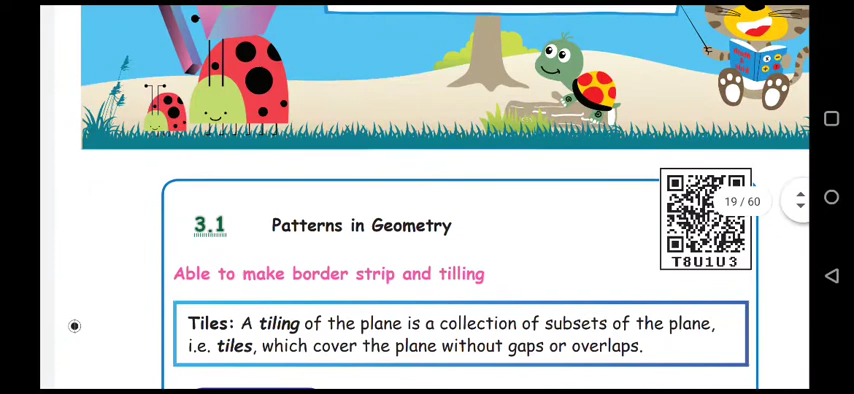 19 / 60
T8U1U3
3.1 Patterns in Geometry
Able to make border strip and tilling
Tiles: A tiling of the plane is a collection of subsets of the plane,
i.e. tiles, which cover the plane without gaps or overlaps.